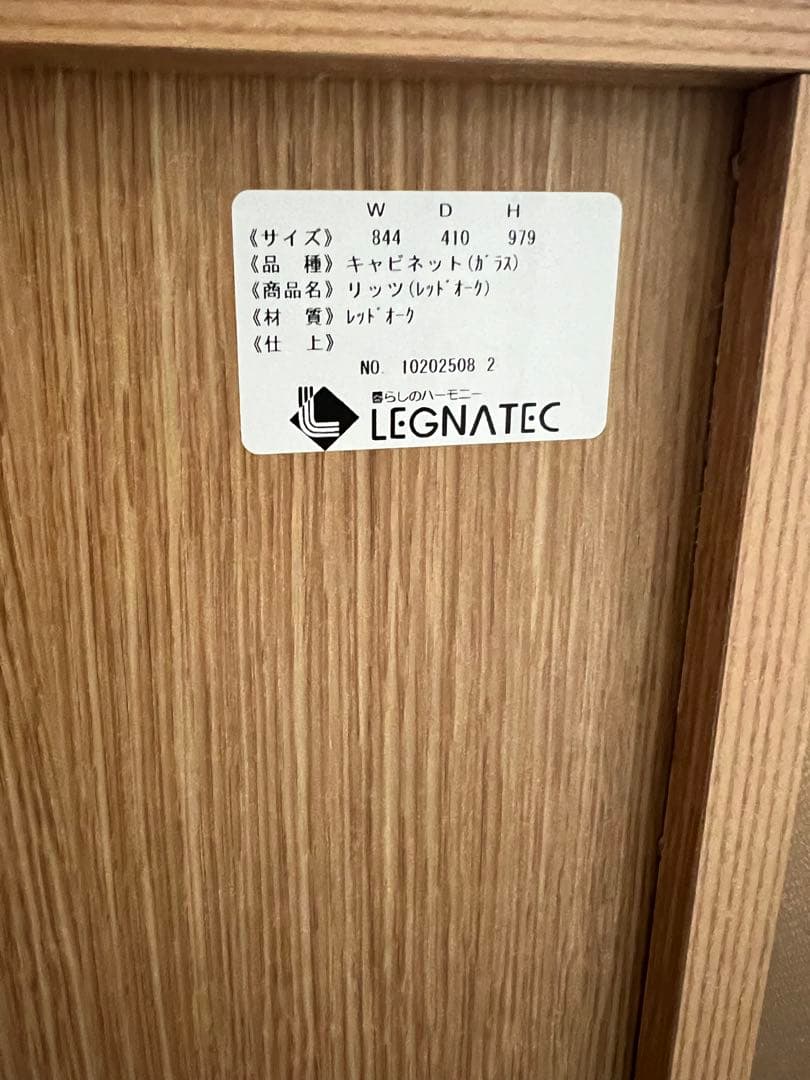 W D H
《サイズ》 844 410 979
《品 種》 キャビネット(ｶﾞﾗｽ)
《商品名》 リッツ(ﾚｯﾄﾞｵｰｸ)
《材 質》 ﾚｯﾄﾞｵｰｸ
《仕 上》
NO. 10202508 2
暮らしのハーモニー
LEGNATEC